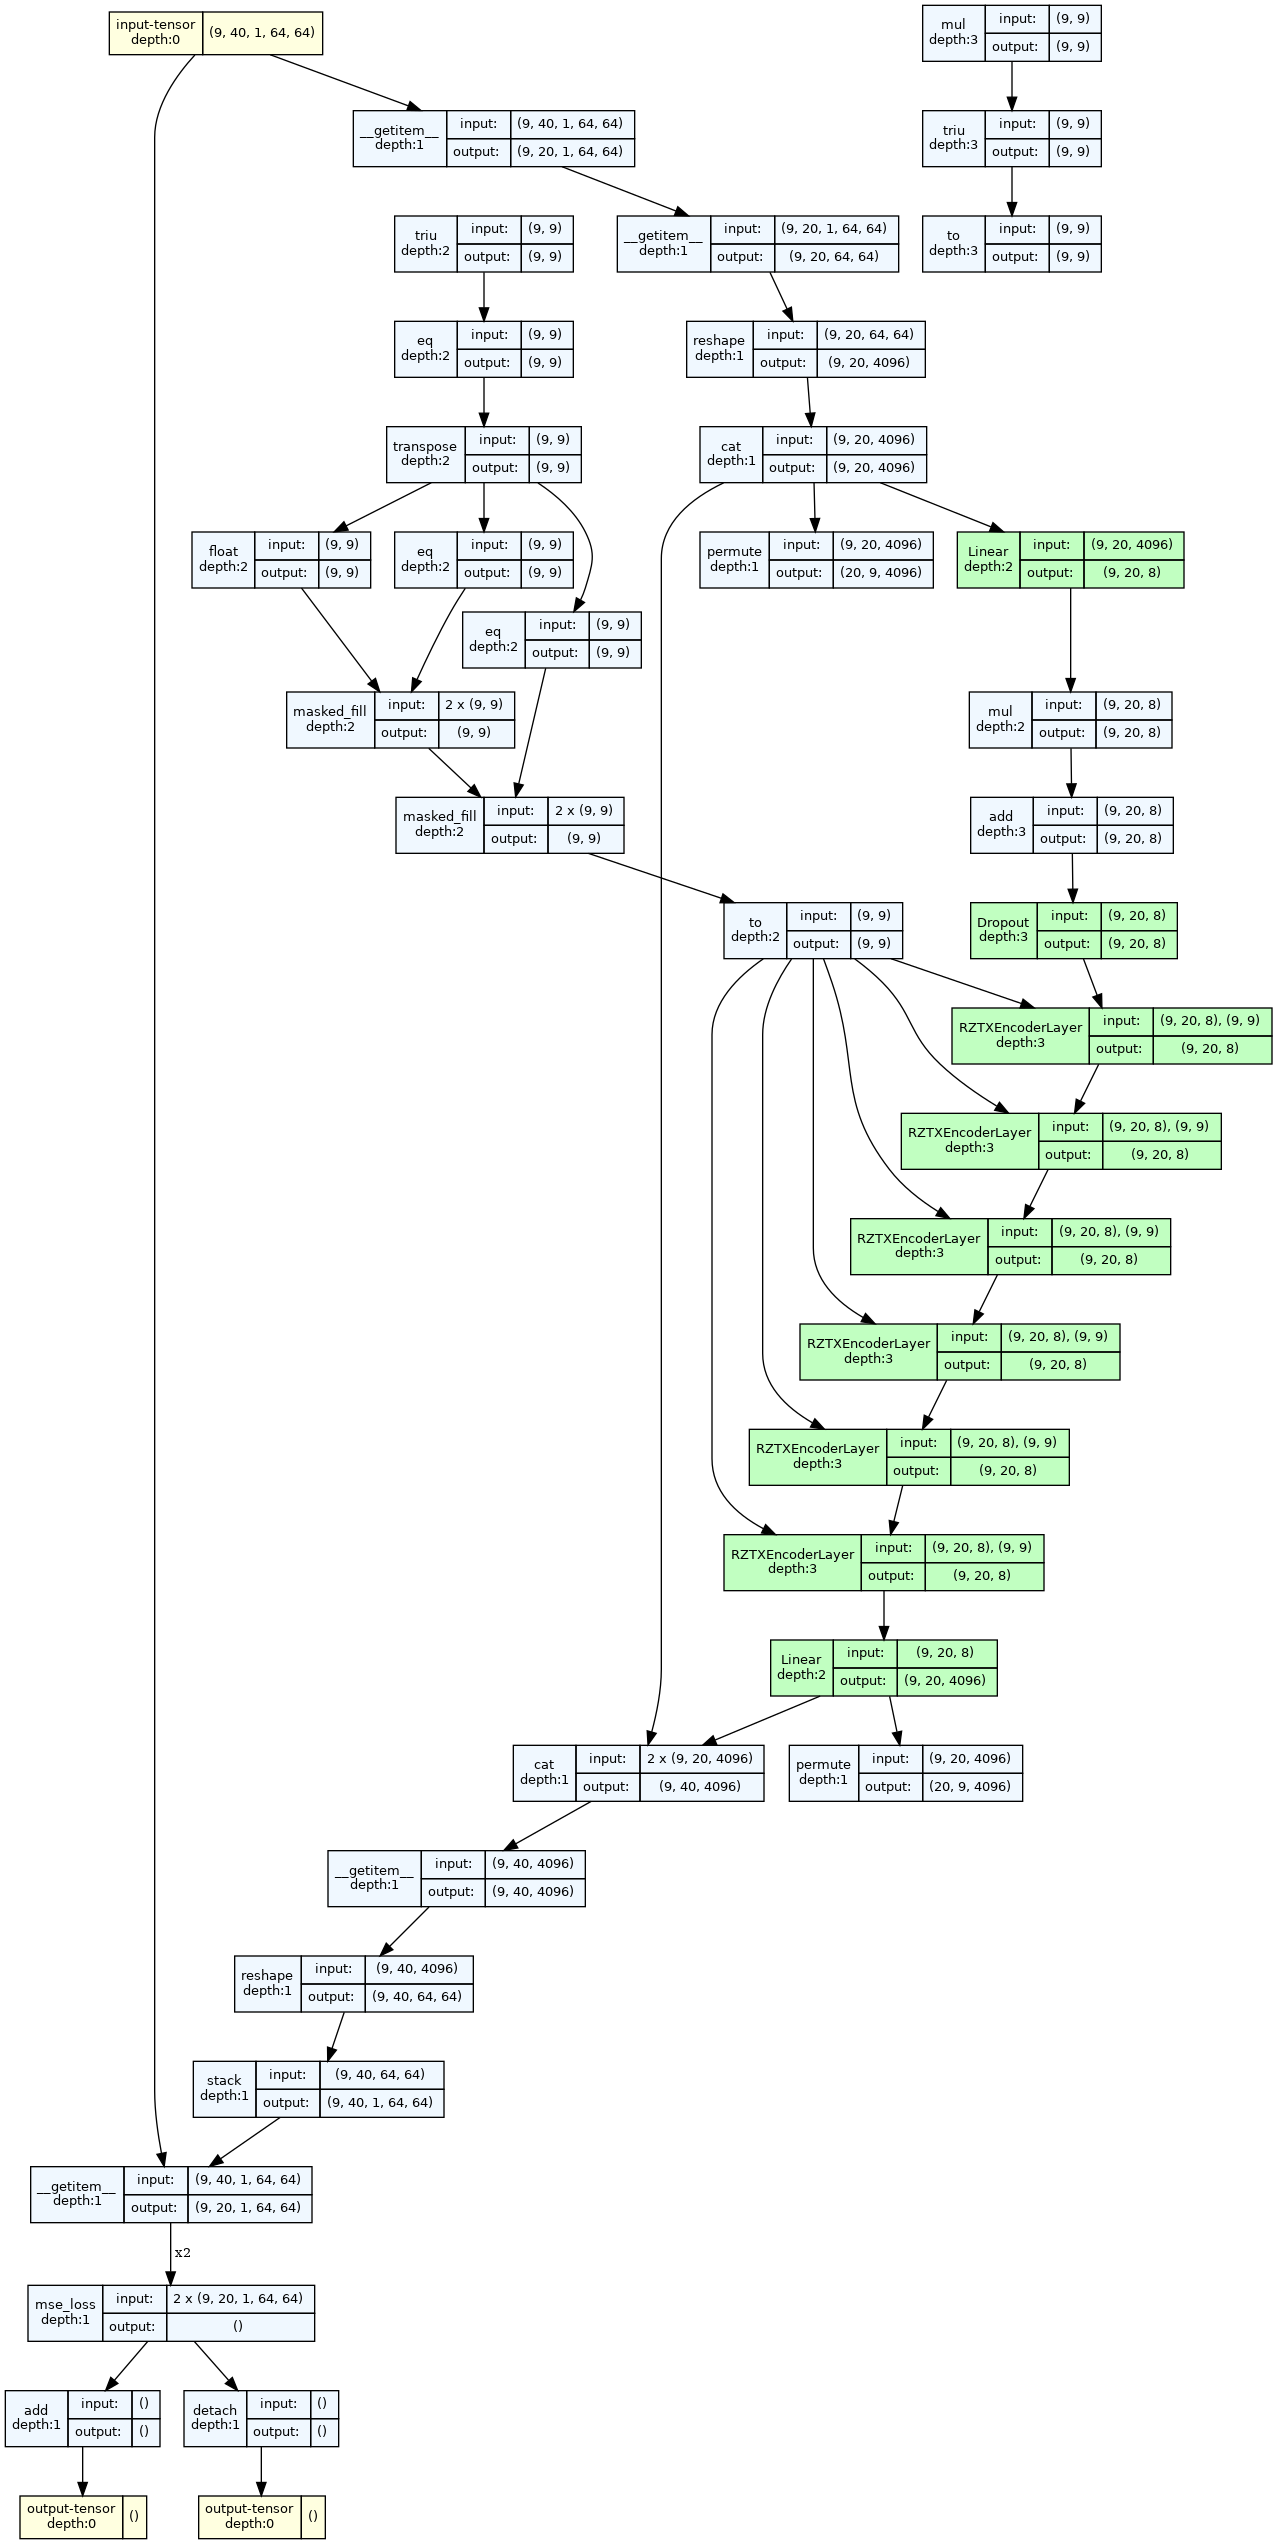 input-tensor
depth:0
(9, 40, 1, 64, 64)
mul
depth:3
input:
(9, 9)
output:
(9, 9)
__getitem__
depth:1
input:
(9, 40, 1, 64, 64)
output:
(9, 20, 1, 64, 64)
triu
depth:3
input:
(9, 9)
output:
(9, 9)
triu
depth:2
input:
(9, 9)
output:
(9, 9)
__getitem__
depth:1
input:
(9, 20, 1, 64, 64)
output:
(9, 20, 64, 64)
to
depth:3
input:
(9, 9)
output:
(9, 9)
eq
depth:2
input:
(9, 9)
output:
(9, 9)
reshape
depth:1
input:
(9, 20, 64, 64)
output:
(9, 20, 4096)
transpose
depth:2
input:
(9, 9)
output:
(9, 9)
cat
depth:1
input:
(9, 20, 4096)
output:
(9, 20, 4096)
float
depth:2
input:
(9, 9)
output:
(9, 9)
eq
depth:2
input:
(9, 9)
output:
(9, 9)
permute
depth:1
input:
(9, 20, 4096)
output:
(20, 9, 4096)
Linear
depth:2
input:
(9, 20, 4096)
output:
(9, 20, 8)
eq
depth:2
input:
(9, 9)
output:
(9, 9)
masked_fill
depth:2
input:
2 x (9, 9)
output:
(9, 9)
mul
depth:2
input:
(9, 20, 8)
output:
(9, 20, 8)
masked_fill
depth:2
input:
2 x (9, 9)
output:
(9, 9)
add
depth:3
input:
(9, 20, 8)
output:
(9, 20, 8)
to
depth:2
input:
(9, 9)
output:
(9, 9)
Dropout
depth:3
input:
(9, 20, 8)
output:
(9, 20, 8)
RZTXEncoderLayer
depth:3
input:
(9, 20, 8), (9, 9)
output:
(9, 20, 8)
RZTXEncoderLayer
depth:3
input:
(9, 20, 8), (9, 9)
output:
(9, 20, 8)
RZTXEncoderLayer
depth:3
input:
(9, 20, 8), (9, 9)
output:
(9, 20, 8)
RZTXEncoderLayer
depth:3
input:
(9, 20, 8), (9, 9)
output:
(9, 20, 8)
RZTXEncoderLayer
depth:3
input:
(9, 20, 8), (9, 9)
output:
(9, 20, 8)
RZTXEncoderLayer
depth:3
input:
(9, 20, 8), (9, 9)
output:
(9, 20, 8)
Linear
depth:2
input:
(9, 20, 8)
output:
(9, 20, 4096)
cat
depth:1
input:
2 x (9, 20, 4096)
output:
(9, 40, 4096)
permute
depth:1
input:
(9, 20, 4096)
output:
(20, 9, 4096)
__getitem__
depth:1
input:
(9, 40, 4096)
output:
(9, 40, 4096)
reshape
depth:1
input:
(9, 40, 4096)
output:
(9, 40, 64, 64)
stack
depth:1
input:
(9, 40, 64, 64)
output:
(9, 40, 1, 64, 64)
__getitem__
depth:1
input:
(9, 40, 1, 64, 64)
output:
(9, 20, 1, 64, 64)
x2
mse_loss
depth:1
input:
2 x (9, 20, 1, 64, 64)
output:
()
add
depth:1
input:
()
output:
()
detach
depth:1
input:
()
output:
()
output-tensor
depth:0
()
output-tensor
depth:0
()